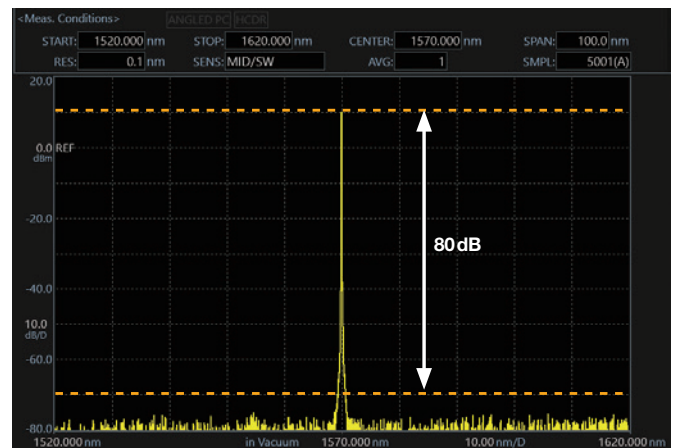 <Meas. Conditions> ANGLED PC HCDR
START: 1520.000 nm STOP: 1620.000 nm CENTER: 1570.000 nm SPAN: 100.0 nm
RES: 0.1 nm SENS: MID/SW AVG: 1 SMPL: 5001(A)
20.0
0.0 REF
dBm
-20.0
80dB
-40.0
10.0
dB/D
-60.0
-80.0
1520.000 nm in Vacuum 1570.000 nm 10.00 nm/D 1620.000 nm